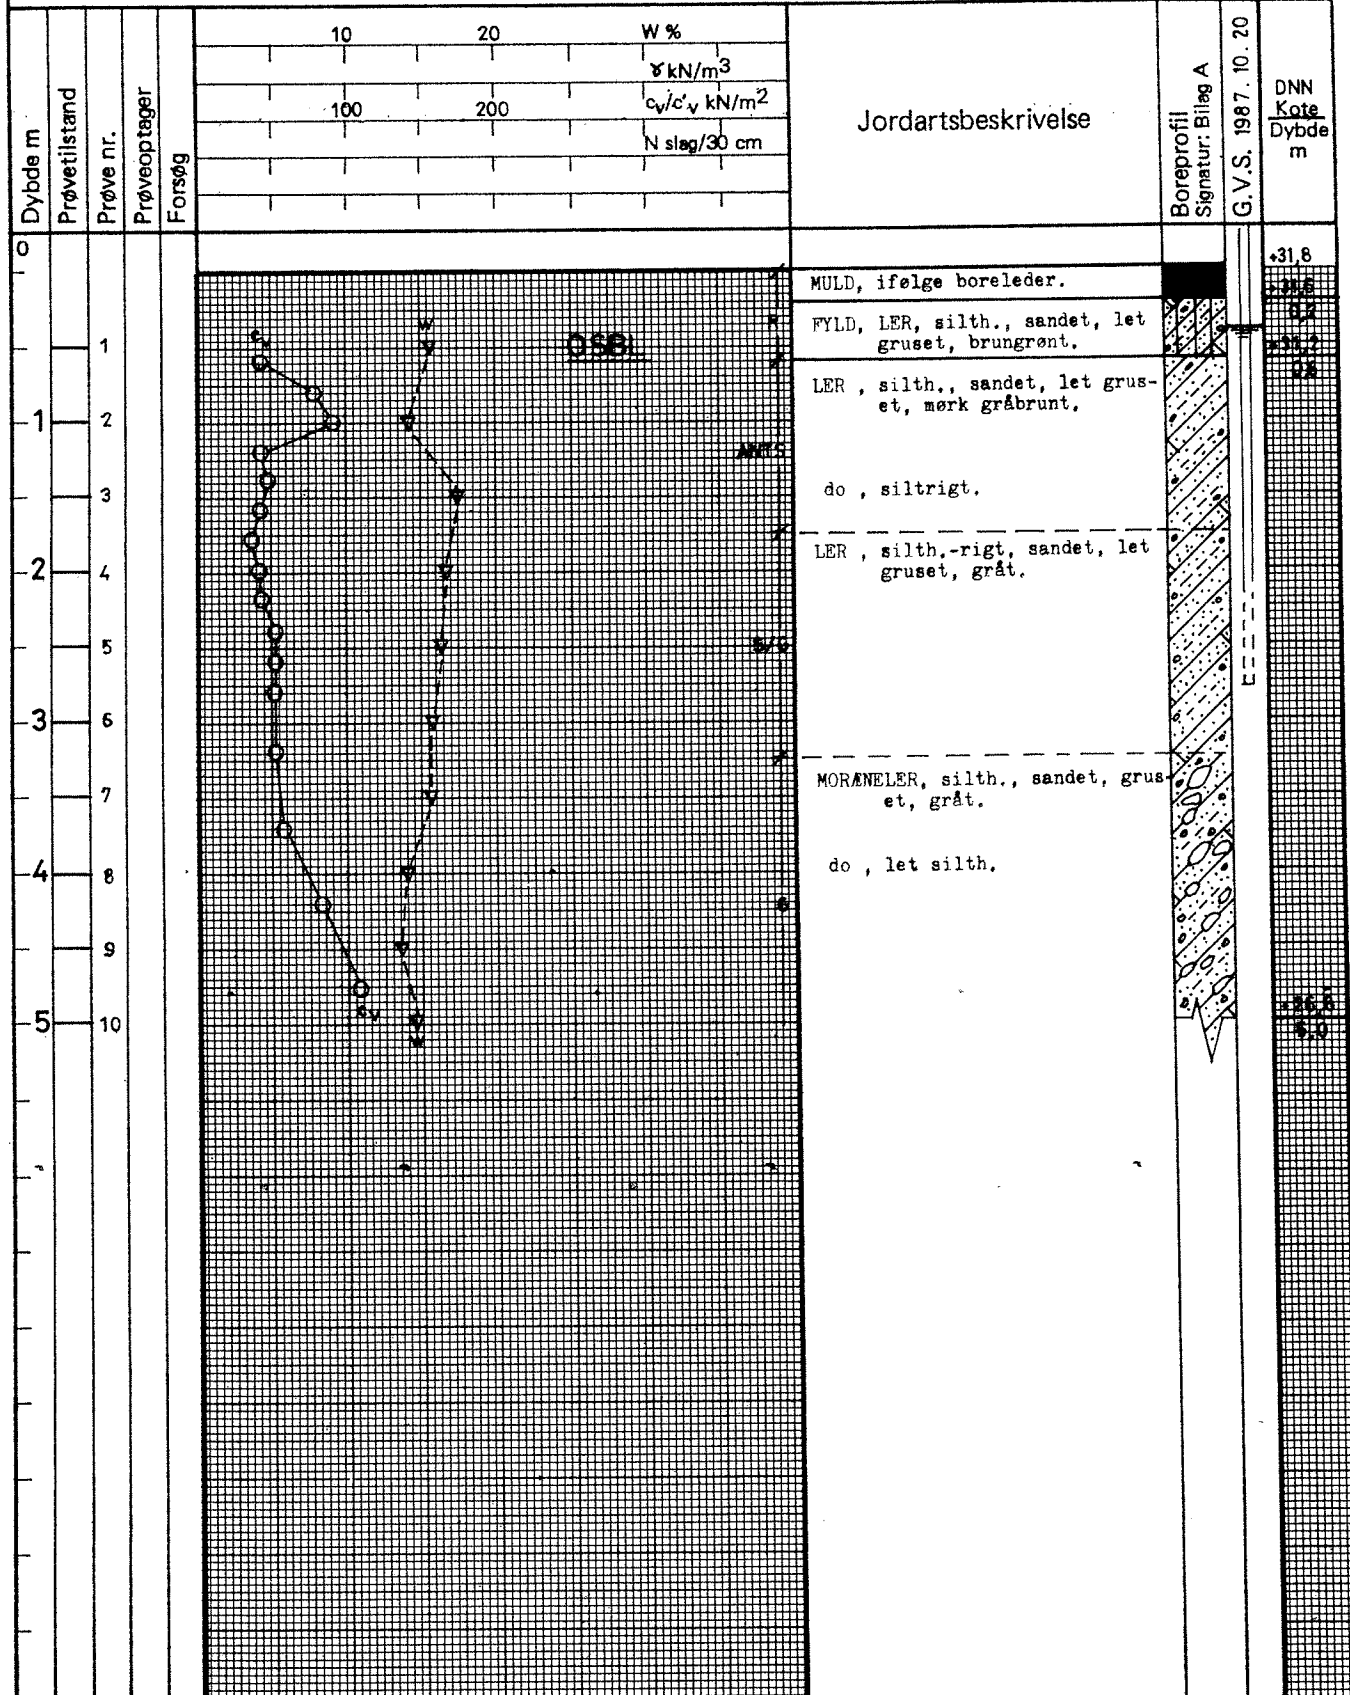 10 20 W %
γ kN/m3
100 200 cv/c'v kN/m2
N slag/30 cm
Dybde m
Prøvetilstand
Prøve nr.
Prøveoptager
Forsøg
Jordartsbeskrivelse
Boreprofil
Signatur: Bilag A
G.V.S. 1987. 10. 20
DNN
Kote
Dybde
m
0
+31,8
MULD, ifølge boreleder.
+31,6
0,2
FYLD, LER, silth., sandet, let
gruset, brungrønt.
cv
w
1
+31,2
0,6
LER , silth., sandet, let grus-
et, mørk gråbrunt.
1 2
3
do , siltrigt.
LER , silth.-rigt, sandet, let
gruset, gråt.
2 4
5
3 6
MORÆNELER, silth., sandet, grus-
et, gråt.
7
do , let silth.
4 8
G
9
cv
w
+26,8
5,0
5 10